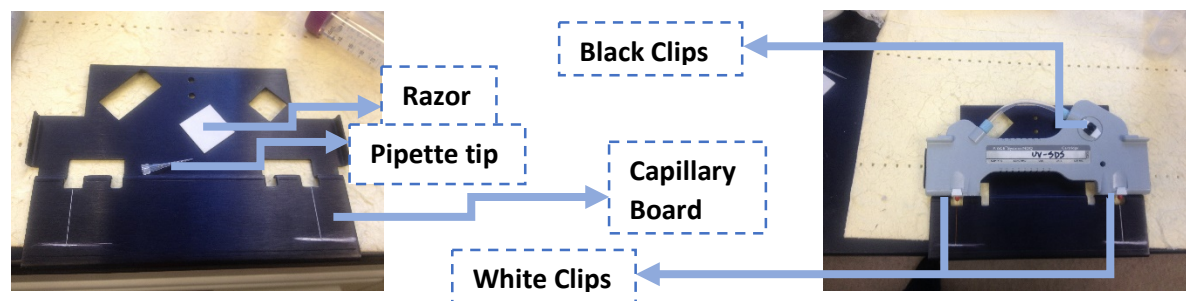 Black Clips
Razor
Pipette tip
Capillary
Board
UV-SDS
White Clips